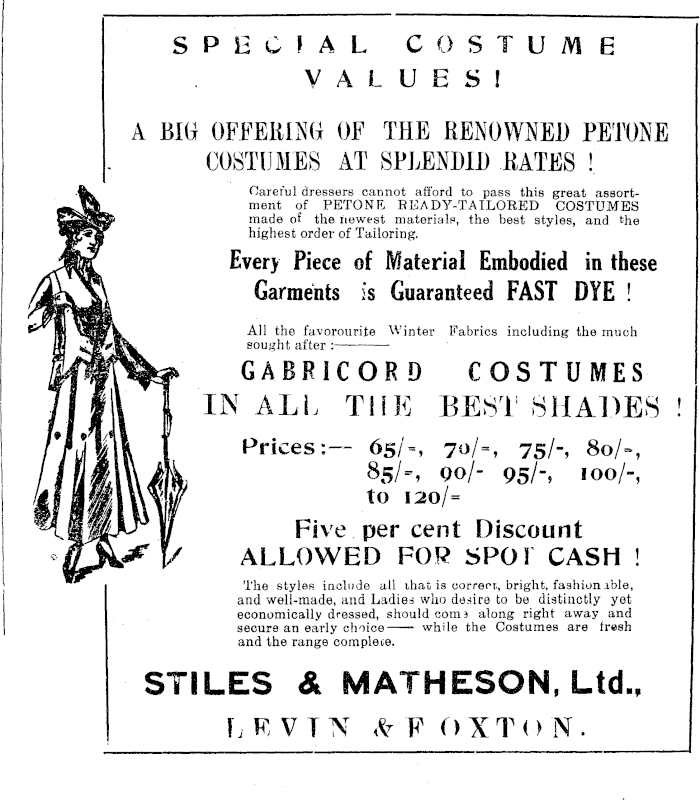 SPECIAL COSTUME
VALUES!
A BIG OFFERING OF THE RENOWNED PETONE
COSTUMES AT SPLENDID RATES !
Careful dressers cannot afford to pass this great assort-
ment of PETONE READY-TAILORED COSTUMES
made of the newest materials, the best styles, and the
highest order of Tailoring.
Every Piece of Material Embodied in these
Garments is Guaranteed FAST DYE !
All the favorourite Winter Fabrics including the much
sought after :———
GABRICORD COSTUMES
IN ALL THE BEST SHADES !
Prices :— 65/=, 70/=, 75/-, 80/=,
85/=, 90/- 95/-, 100/-,
to 120/=
Five per cent Discount
ALLOWED FOR SPOT CASH !
The styles include all that is correct, bright, fashionable,
and well-made, and Ladies who desire to be distinctly yet
economically dressed, should come along right away and
secure an early choice—— while the Costumes are fresh
and the range complete.
STILES & MATHESON, Ltd.,
LEVIN & FOXTON.